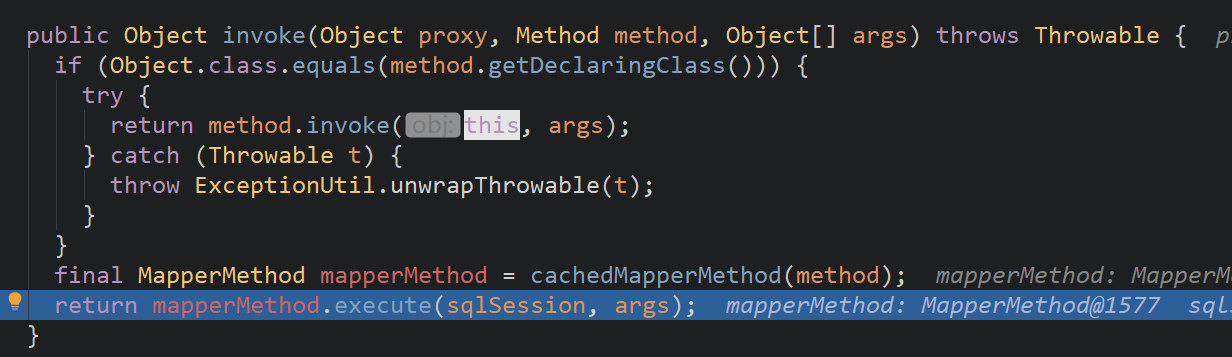 public Object invoke(Object proxy, Method method, Object[] args) throws Throwable {
if (Object.class.equals(method.getDeclaringClass())) {
try {
return method.invoke(obj: this, args);
} catch (Throwable t) {
throw ExceptionUtil.unwrapThrowable(t);
}
}
final MapperMethod mapperMethod = cachedMapperMethod(method); mapperMethod:
return mapperMethod.execute(sqlSession, args); mapperMethod: MapperMethod@1577
}